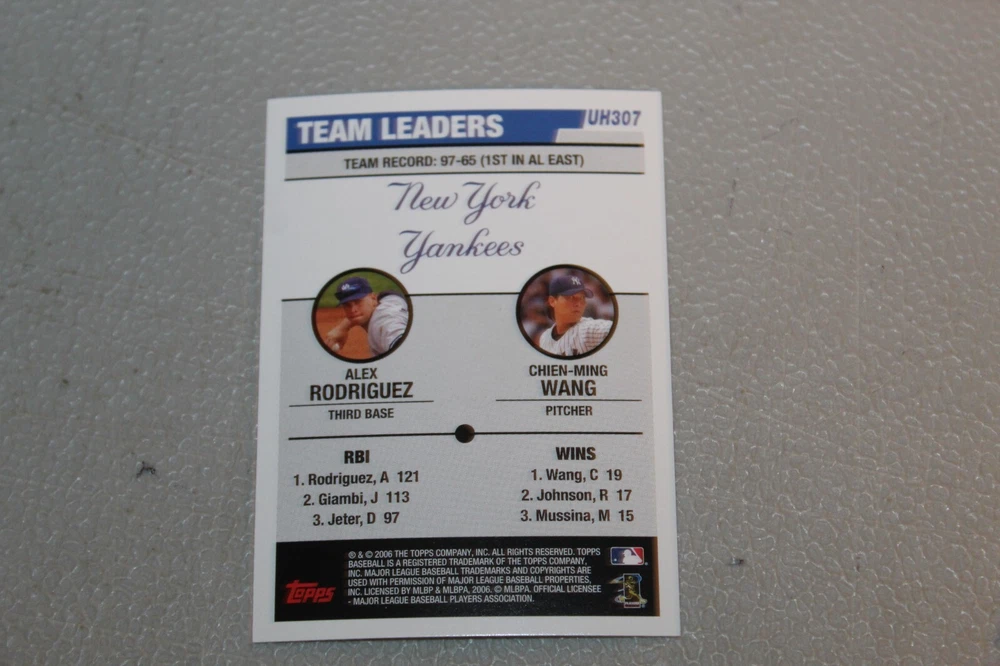 TEAM LEADERS
UH307
TEAM RECORD: 97-65 (1ST IN AL EAST)
New York
Yankees
ALEX
RODRIGUEZ
THIRD BASE
CHIEN-MING
WANG
PITCHER
RBI
1. Rodriguez, A 121
2. Giambi, J 113
3. Jeter, D 97
WINS
1. Wang, C 19
2. Johnson, R 17
3. Mussina, M 15
topps
® & © 2006 THE TOPPS COMPANY, INC. ALL RIGHTS RESERVED. TOPPS
BASEBALL IS A REGISTERED TRADEMARK OF THE TOPPS COMPANY,
INC. MAJOR LEAGUE BASEBALL TRADEMARKS AND COPYRIGHTS ARE
USED WITH PERMISSION OF MAJOR LEAGUE BASEBALL PROPERTIES,
INC. LICENSED BY MLBP & MLBPA, 2006. © MLBPA. OFFICIAL LICENSEE
- MAJOR LEAGUE BASEBALL PLAYERS ASSOCIATION.